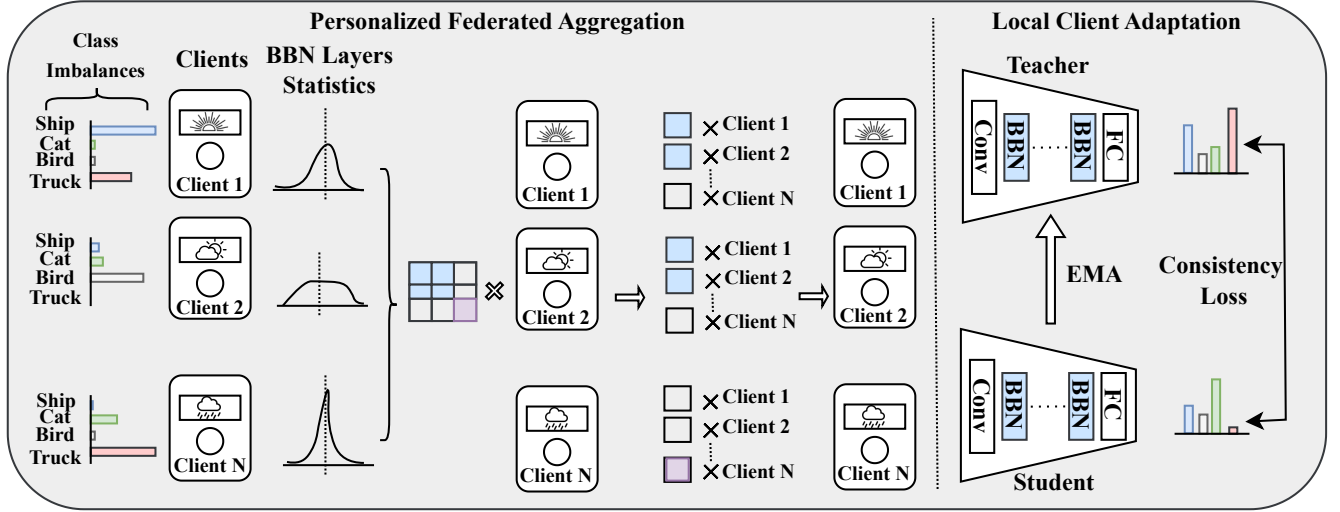 Personalized Federated Aggregation
Local Client Adaptation
Class
Imbalances
Clients
BBN Layers
Statistics
Ship
Cat
Bird
Truck
Client 1
Ship
Cat
Bird
Truck
Client 2
Ship
Cat
Bird
Truck
Client N
Client 1
Client 2
Client N
Client 1
Client 2
Client N
Client 1
Client 2
Client N
Client 1
Client 2
Client N
Client 1
Client 2
Client N
Teacher
Conv
BBN
BBN
FC
EMA
Consistency
Loss
Conv
BBN
BBN
FC
Student